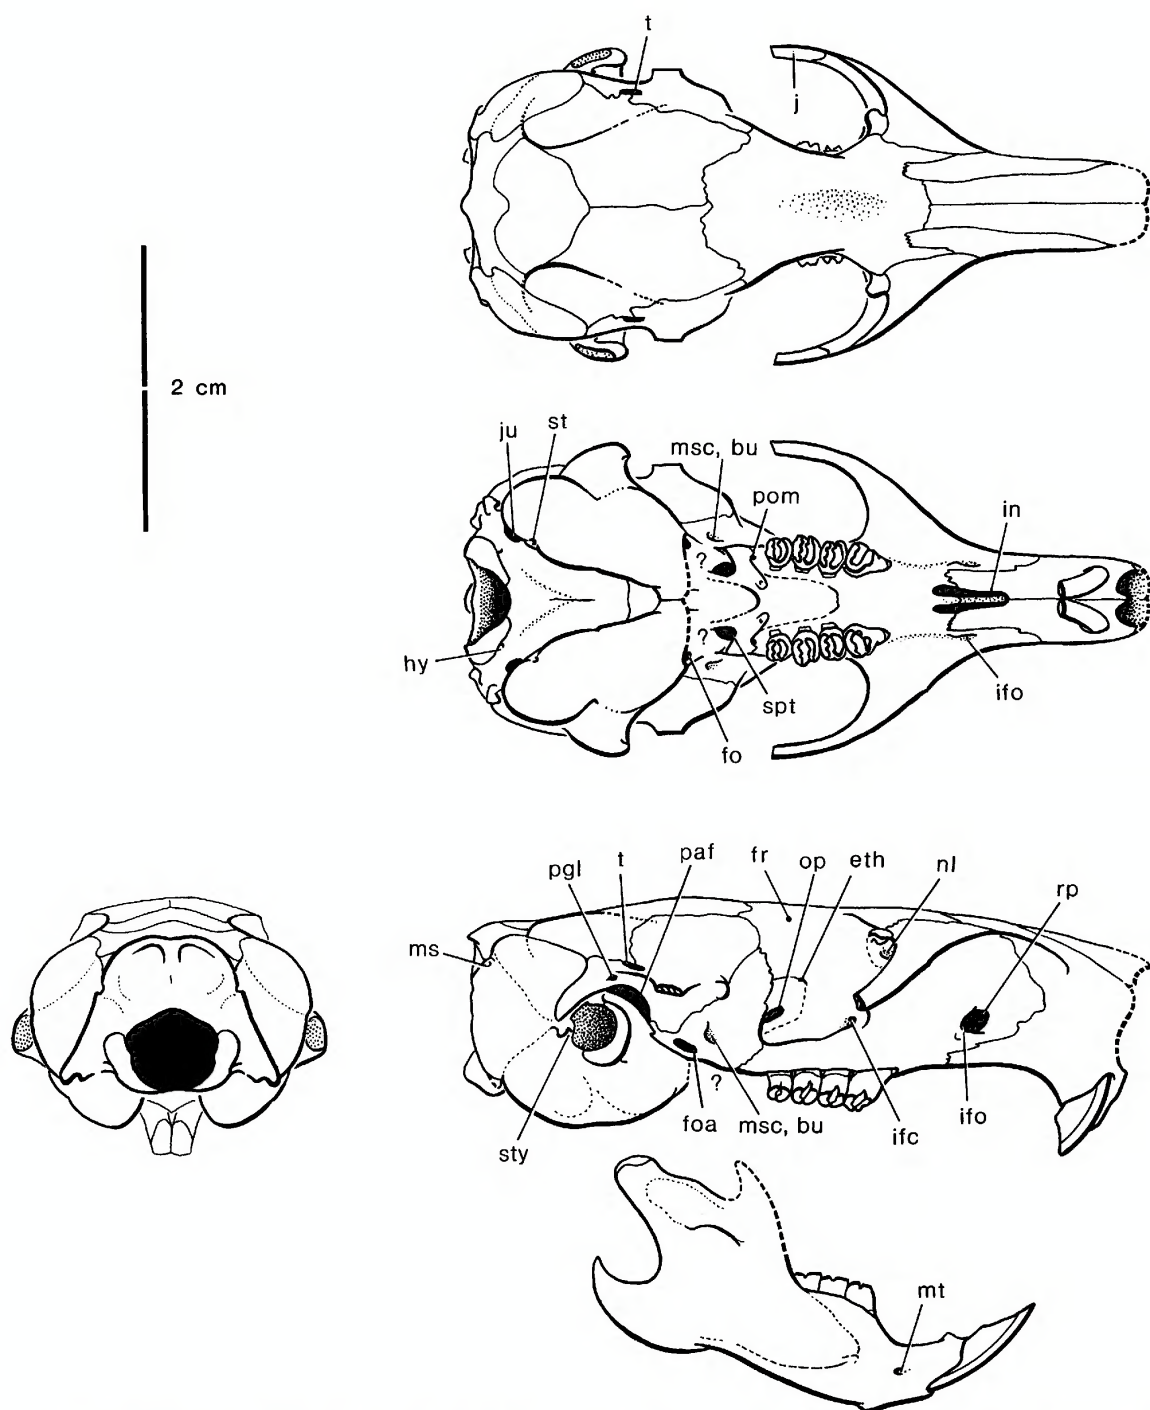 t
j
2 cm
ju
st
msc, bu
pom
in
?
?
hy
spt
fo
ifo
pgl
t
paf
fr
op
eth
nl
rp
ms
?
sty
foa
msc, bu
ifc
ifo
mt